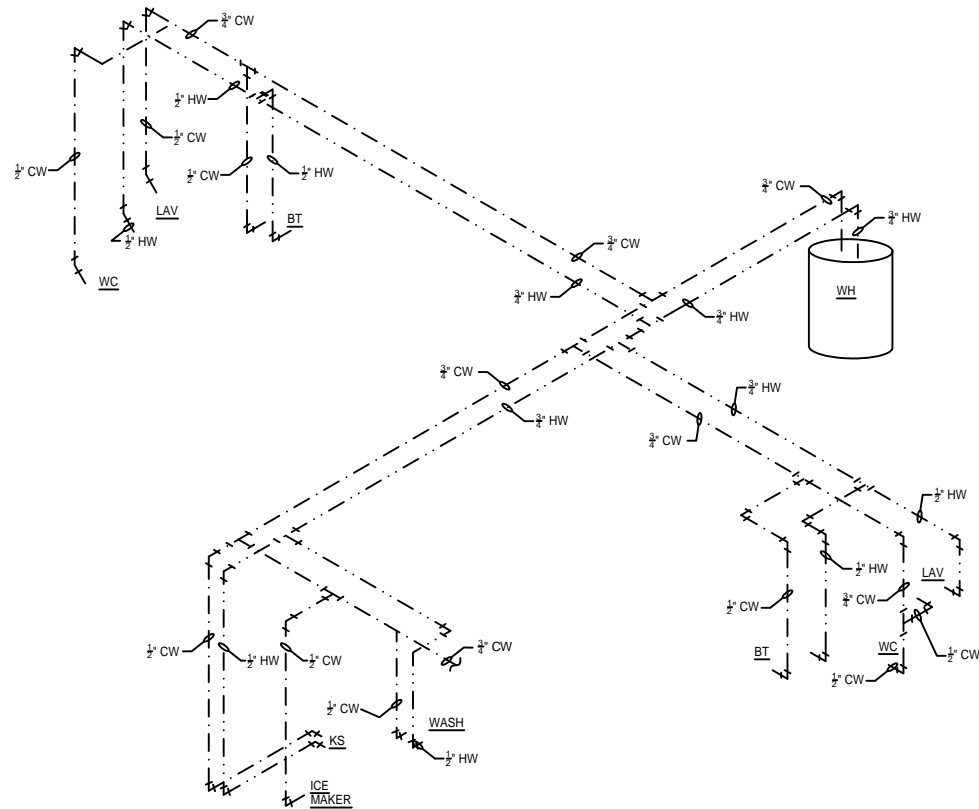 3/4" CW
1/2" HW
1/2" CW
1/2" CW
1/2" CW
1/2" HW
LAV
BT
1/2" HW
WC
3/4" CW
3/4" HW
3/4" CW
3/4" HW
WH
3/4" HW
3/4" CW
3/4" HW
3/4" HW
3/4" CW
1/2" HW
1/2" HW
LAV
1/2" CW
3/4" CW
1/2" CW
BT
WC
1/2" CW
1/2" CW
1/2" HW
1/2" CW
3/4" CW
1/2" CW
WASH
KS
1/2" HW
ICE
MAKER